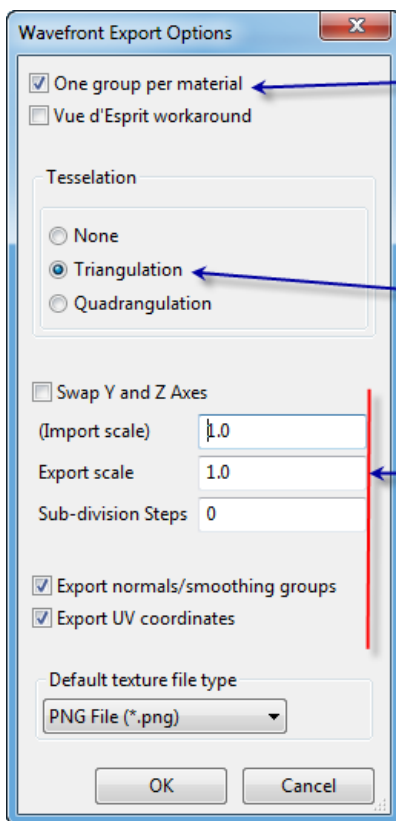 Wavefront Export Options
One group per material
Vue d'Esprit workaround
Tesselation
None
Triangulation
Quadrangulation
Swap Y and Z Axes
(Import scale) 1.0
Export scale 1.0
Sub-division Steps 0
Export normals/smoothing groups
Export UV coordinates
Default texture file type
PNG File (*.png)
OK Cancel